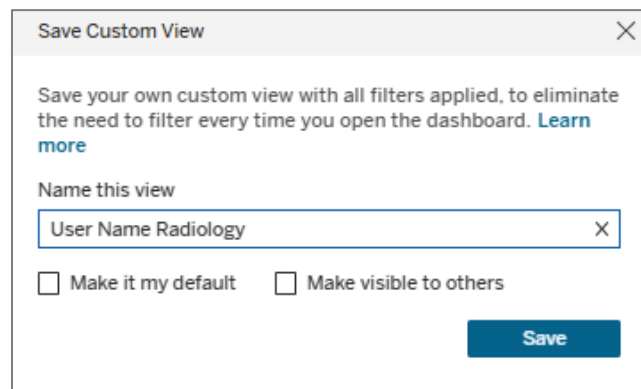 Save Custom View
Save your own custom view with all filters applied, to eliminate
the need to filter every time you open the dashboard. Learn
more
Name this view
User Name Radiology
Make it my default Make visible to others
Save